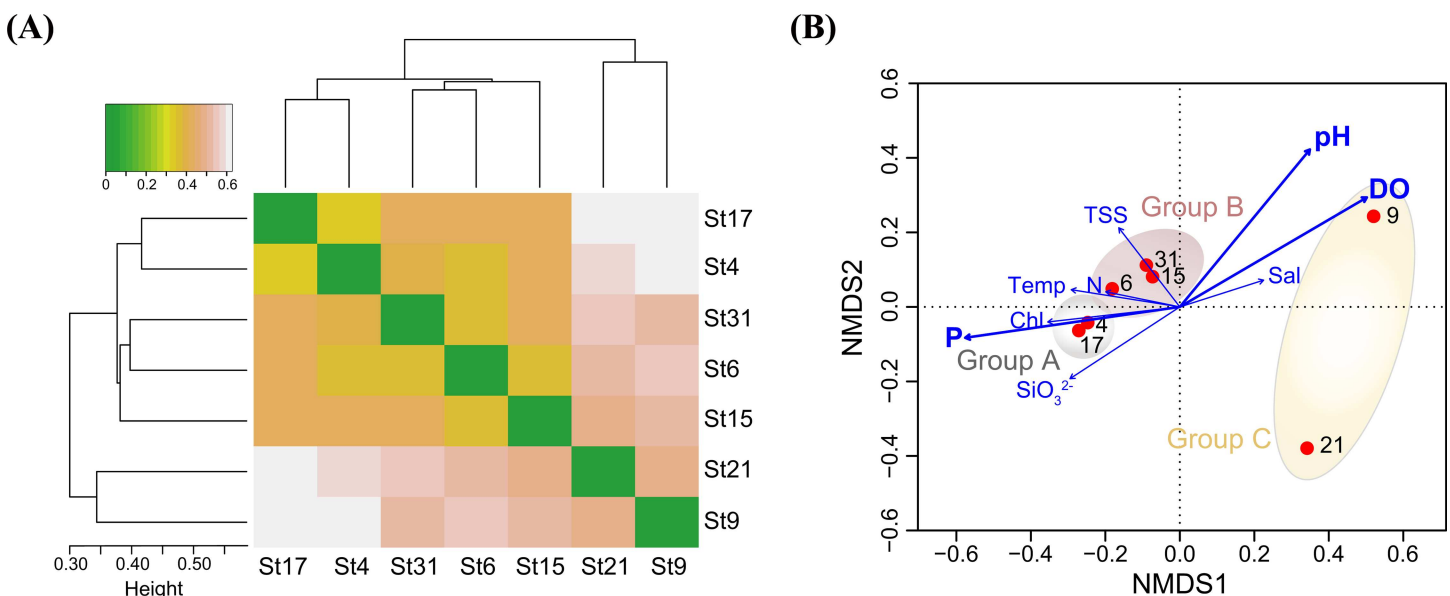 (A)
0 0.2 0.4 0.6
St17
St4
St31
St6
St15
St21
St9
0.30 0.40 0.50
Height
St17 St4 St31 St6 St15 St21 St9
(B)
NMDS2
0.6
0.4
0.2
0.0
−0.2
−0.4
−0.6
pH
DO
9
Group B
TSS
31
15
Sal
6
Temp N
Chl
4
P
17
Group A
SiO₃²⁻
Group C
21
−0.6 −0.4 −0.2 0.0 0.2 0.4 0.6
NMDS1